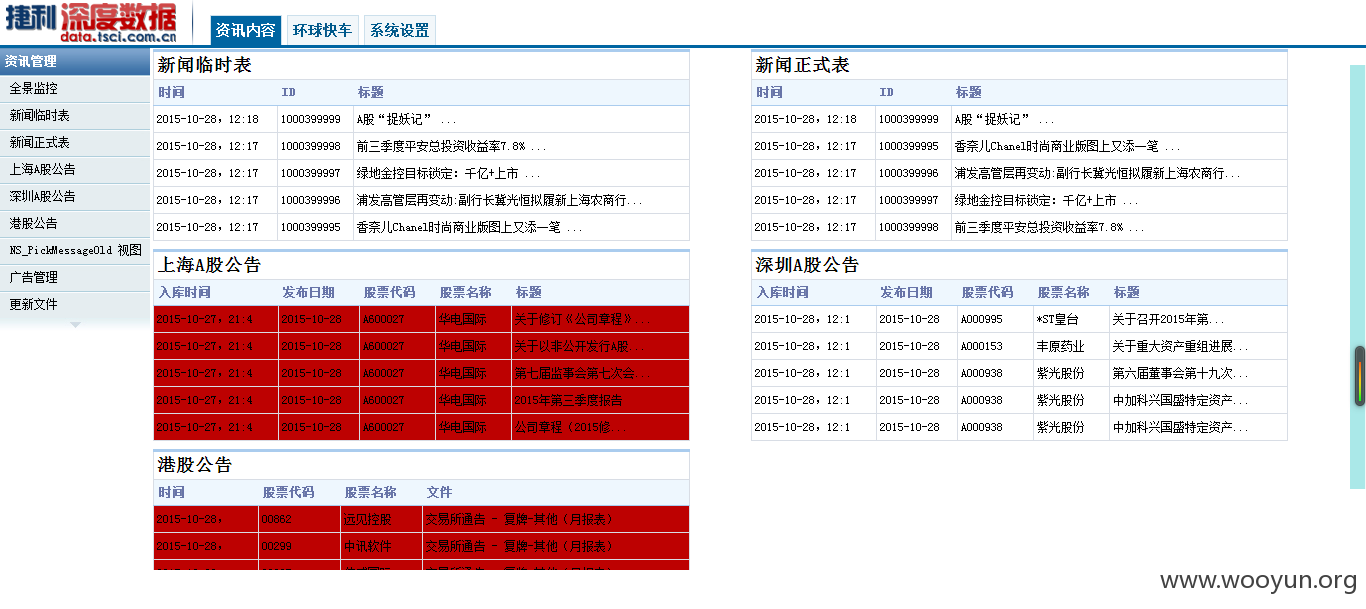 捷利 深度数据
data.tsci.com.cn
资讯内容 环球快车 系统设置
资讯管理
全景监控
新闻临时表
新闻正式表
上海A股公告
深圳A股公告
港股公告
NS_PickMessageOld 视图
广告管理
更新文件
新闻临时表
时间 ID 标题
2015-10-28, 12:18 1000399999 A股“捉妖记” ...
2015-10-28, 12:17 1000399998 前三季度平安总投资收益率7.8% ...
2015-10-28, 12:17 1000399997 绿地金控目标锁定：千亿+上市 ...
2015-10-28, 12:17 1000399996 浦发高管层再变动:副行长冀光恒拟履新上海农商行...
2015-10-28, 12:17 1000399995 香奈儿Chanel时尚商业版图上又添一笔 ...
新闻正式表
时间 ID 标题
2015-10-28, 12:18 1000399999 A股“捉妖记” ...
2015-10-28, 12:17 1000399995 香奈儿Chanel时尚商业版图上又添一笔 ...
2015-10-28, 12:17 1000399996 浦发高管层再变动:副行长冀光恒拟履新上海农商行...
2015-10-28, 12:17 1000399997 绿地金控目标锁定：千亿+上市 ...
2015-10-28, 12:17 1000399998 前三季度平安总投资收益率7.8% ...
上海A股公告
入库时间 发布日期 股票代码 股票名称 标题
2015-10-27, 21:4 2015-10-28 A600027 华电国际 关于修订《公司章程》...
2015-10-27, 21:4 2015-10-28 A600027 华电国际 关于以非公开发行A股...
2015-10-27, 21:4 2015-10-28 A600027 华电国际 第七届监事会第七次会...
2015-10-27, 21:4 2015-10-28 A600027 华电国际 2015年第三季度报告
2015-10-27, 21:4 2015-10-28 A600027 华电国际 公司章程（2015修...
深圳A股公告
入库时间 发布日期 股票代码 股票名称 标题
2015-10-28, 12:1 2015-10-28 A000995 *ST皇台 关于召开2015年第...
2015-10-28, 12:1 2015-10-28 A000153 丰原药业 关于重大资产重组进展...
2015-10-28, 12:1 2015-10-28 A000938 紫光股份 第六届董事会第十九次...
2015-10-28, 12:1 2015-10-28 A000938 紫光股份 中加科兴国盛特定资产...
2015-10-28, 12:1 2015-10-28 A000938 紫光股份 中加科兴国盛特定资产...
港股公告
时间 股票代码 股票名称 文件
2015-10-28, 00862 远见控股 交易所通告 - 复牌-其他（月报表）
2015-10-28, 00299 中讯软件 交易所通告 - 复牌-其他（月报表）
www.wooyun.org